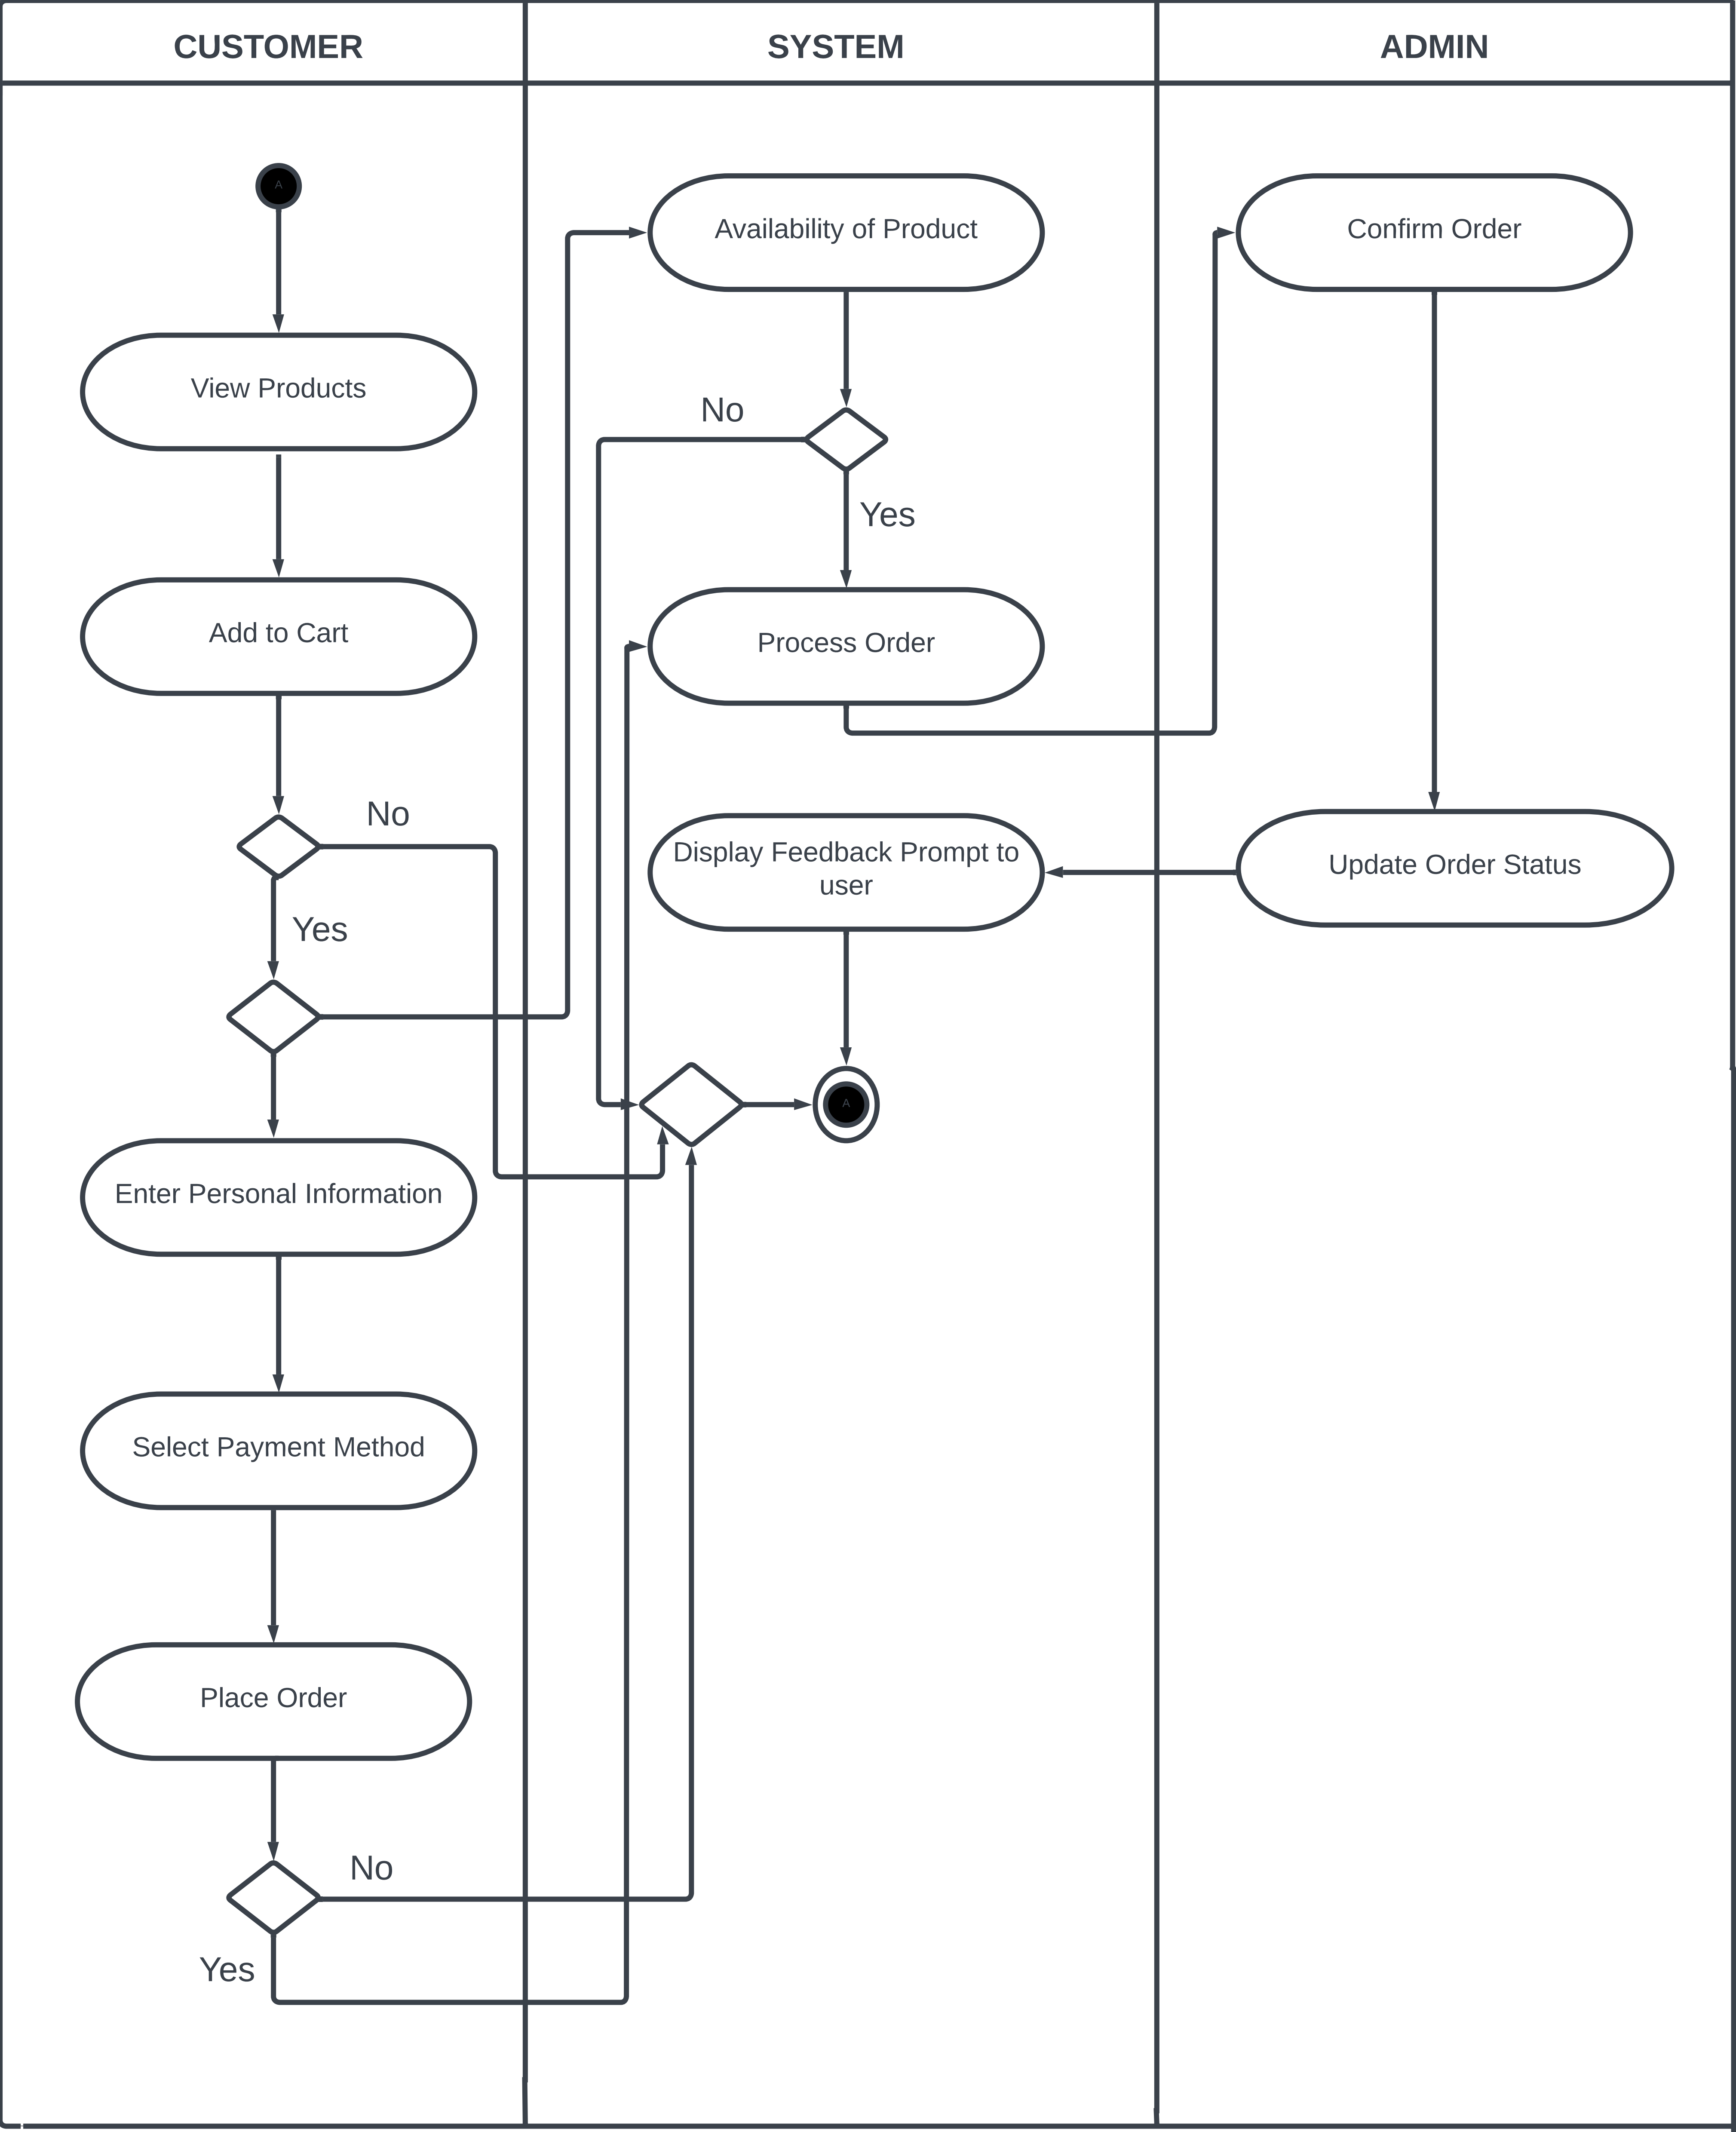 CUSTOMER
SYSTEM
ADMIN
A
View Products
Add to Cart
No
Yes
Enter Personal Information
Select Payment Method
Place Order
No
Yes
Availability of Product
No
Yes
Process Order
Display Feedback Prompt to
user
A
Confirm Order
Update Order Status